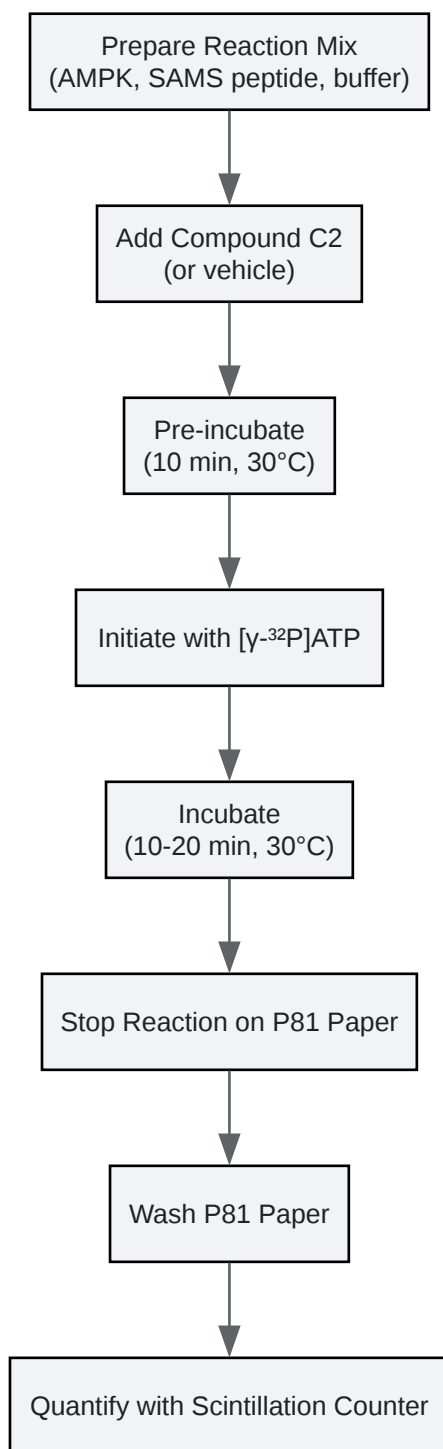 Prepare Reaction Mix
(AMPK, SAMS peptide, buffer)
Add Compound C2
(or vehicle)
Pre-incubate
(10 min, 30°C)
Initiate with [γ-³²P]ATP
Incubate
(10-20 min, 30°C)
Stop Reaction on P81 Paper
Wash P81 Paper
Quantify with Scintillation Counter